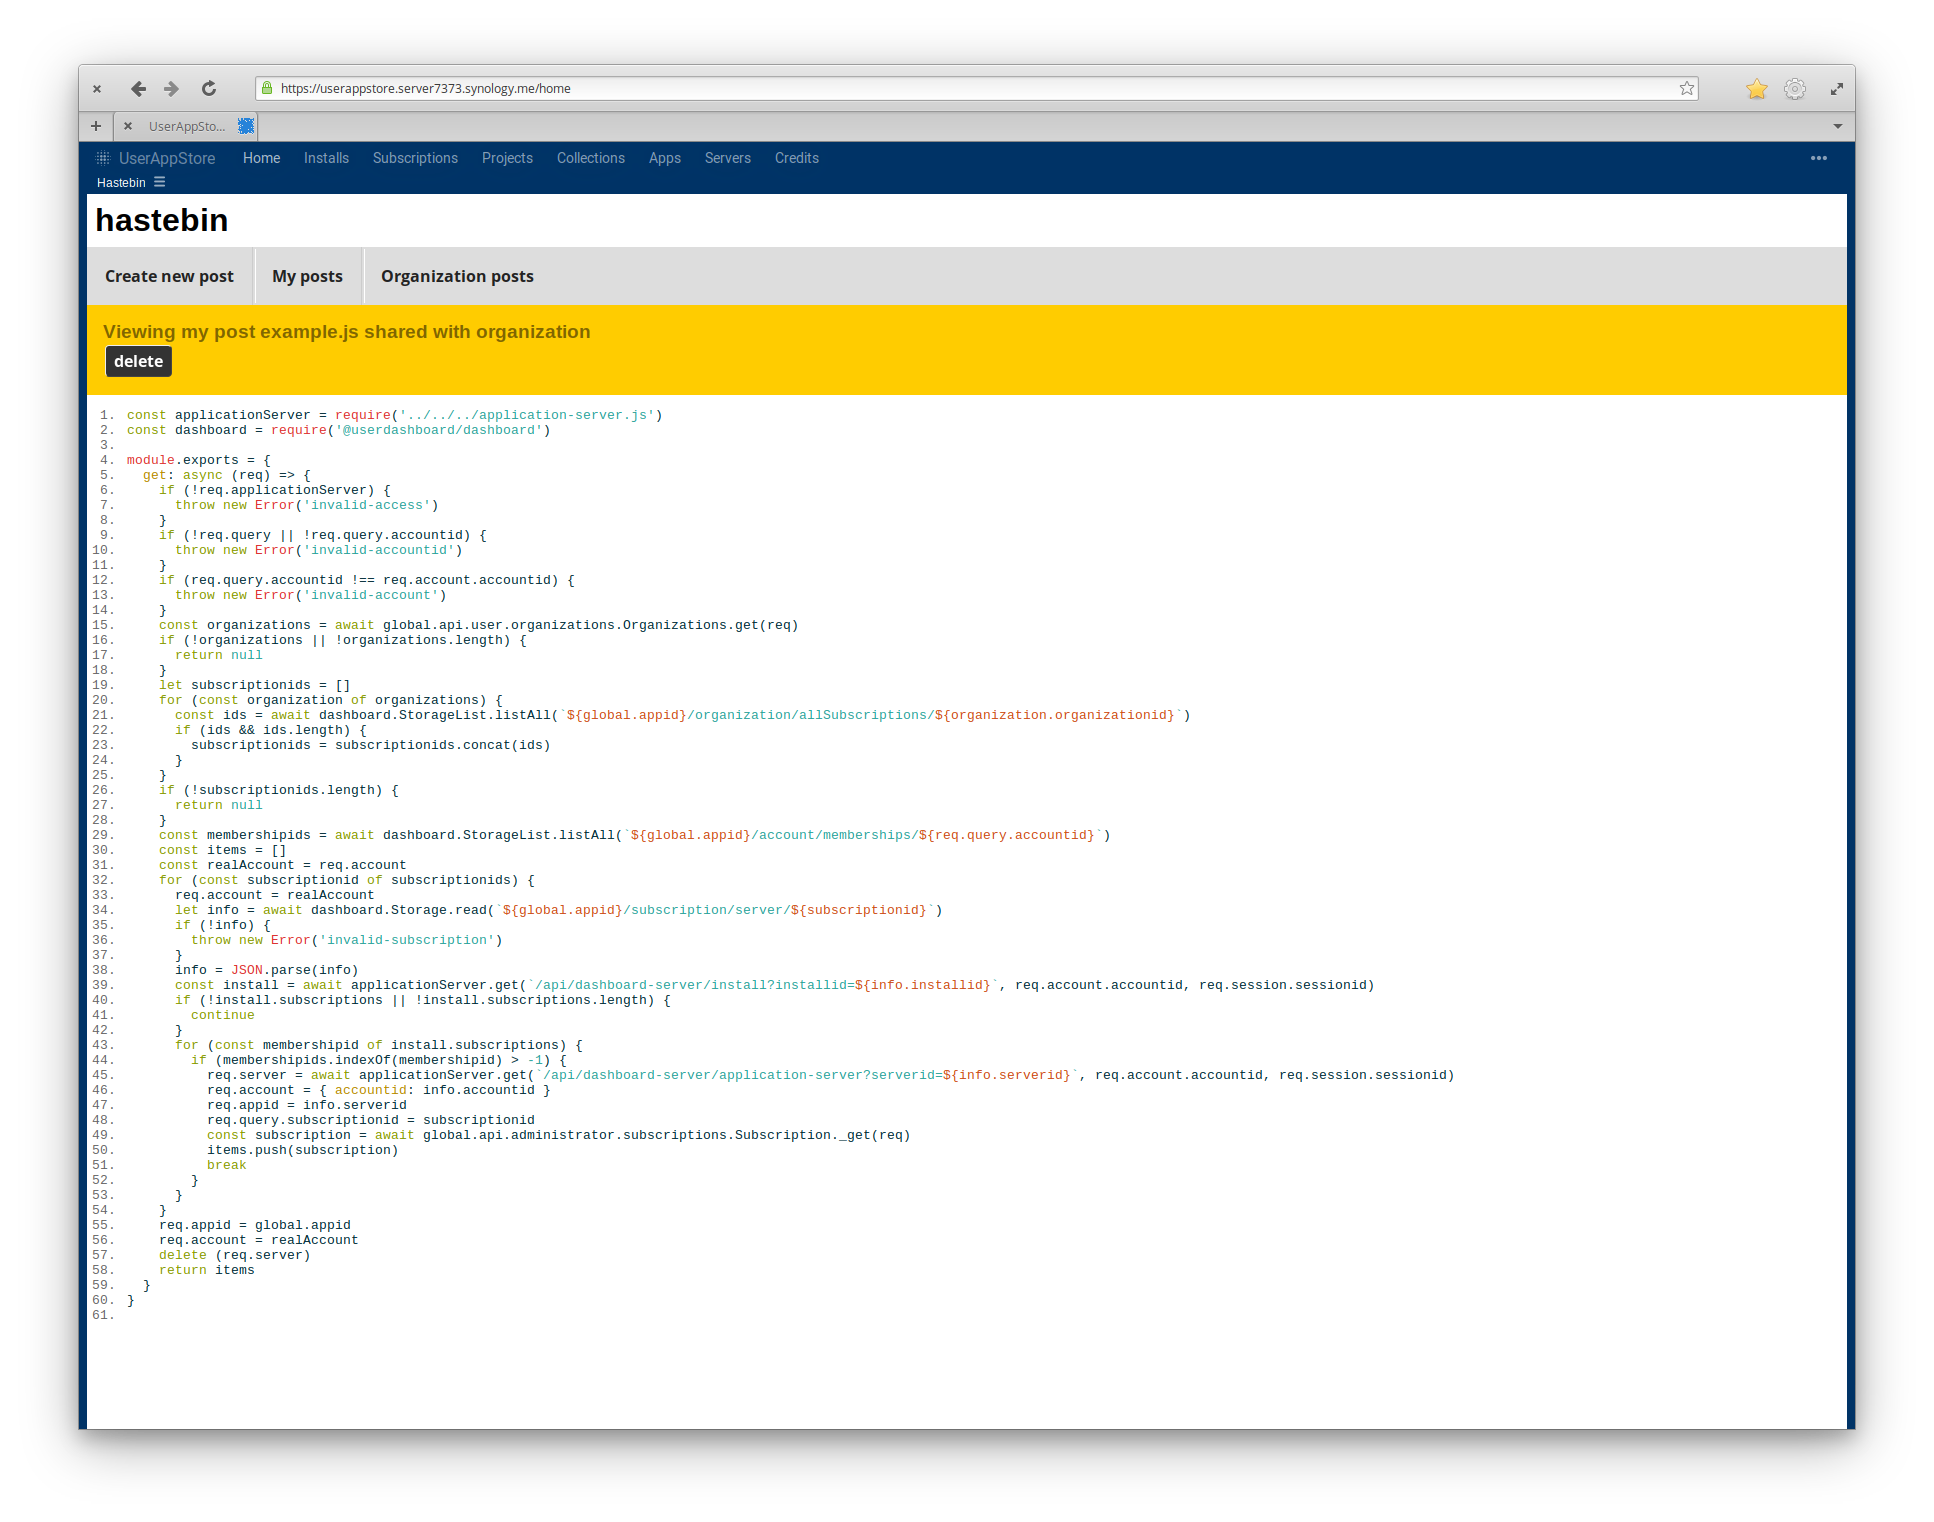 https://userappstore.server7373.synology.me/home
UserAppSto...
UserAppStore Home Installs Subscriptions Projects Collections Apps Servers Credits
Hastebin
hastebin
Create new post My posts Organization posts
Viewing my post example.js shared with organization
delete
1. const applicationServer = require('../../../application-server.js')
2. const dashboard = require('@userdashboard/dashboard')
3.
4. module.exports = {
5.   get: async (req) => {
6.     if (!req.applicationServer) {
7.       throw new Error('invalid-access')
8.     }
9.     if (!req.query || !req.query.accountid) {
10.       throw new Error('invalid-accountid')
11.     }
12.     if (req.query.accountid !== req.account.accountid) {
13.       throw new Error('invalid-account')
14.     }
15.     const organizations = await global.api.user.organizations.Organizations.get(req)
16.     if (!organizations || !organizations.length) {
17.       return null
18.     }
19.     let subscriptionids = []
20.     for (const organization of organizations) {
21.       const ids = await dashboard.StorageList.listAll(`${global.appid}/organization/allSubscriptions/${organization.organizationid}`)
22.       if (ids && ids.length) {
23.         subscriptionids = subscriptionids.concat(ids)
24.       }
25.     }
26.     if (!subscriptionids.length) {
27.       return null
28.     }
29.     const membershipids = await dashboard.StorageList.listAll(`${global.appid}/account/memberships/${req.query.accountid}`)
30.     const items = []
31.     const realAccount = req.account
32.     for (const subscriptionid of subscriptionids) {
33.       req.account = realAccount
34.       let info = await dashboard.Storage.read(`${global.appid}/subscription/server/${subscriptionid}`)
35.       if (!info) {
36.         throw new Error('invalid-subscription')
37.       }
38.       info = JSON.parse(info)
39.       const install = await applicationServer.get(`/api/dashboard-server/install?installid=${info.installid}`, req.account.accountid, req.session.sessionid)
40.       if (!install.subscriptions || !install.subscriptions.length) {
41.         continue
42.       }
43.       for (const membershipid of install.subscriptions) {
44.         if (membershipids.indexOf(membershipid) > -1) {
45.           req.server = await applicationServer.get(`/api/dashboard-server/application-server?serverid=${info.serverid}`, req.account.accountid, req.session.sessionid)
46.           req.account = { accountid: info.accountid }
47.           req.appid = info.serverid
48.           req.query.subscriptionid = subscriptionid
49.           const subscription = await global.api.administrator.subscriptions.Subscription._get(req)
50.           items.push(subscription)
51.           break
52.         }
53.       }
54.     }
55.     req.appid = global.appid
56.     req.account = realAccount
57.     delete (req.server)
58.     return items
59.   }
60. }
61.